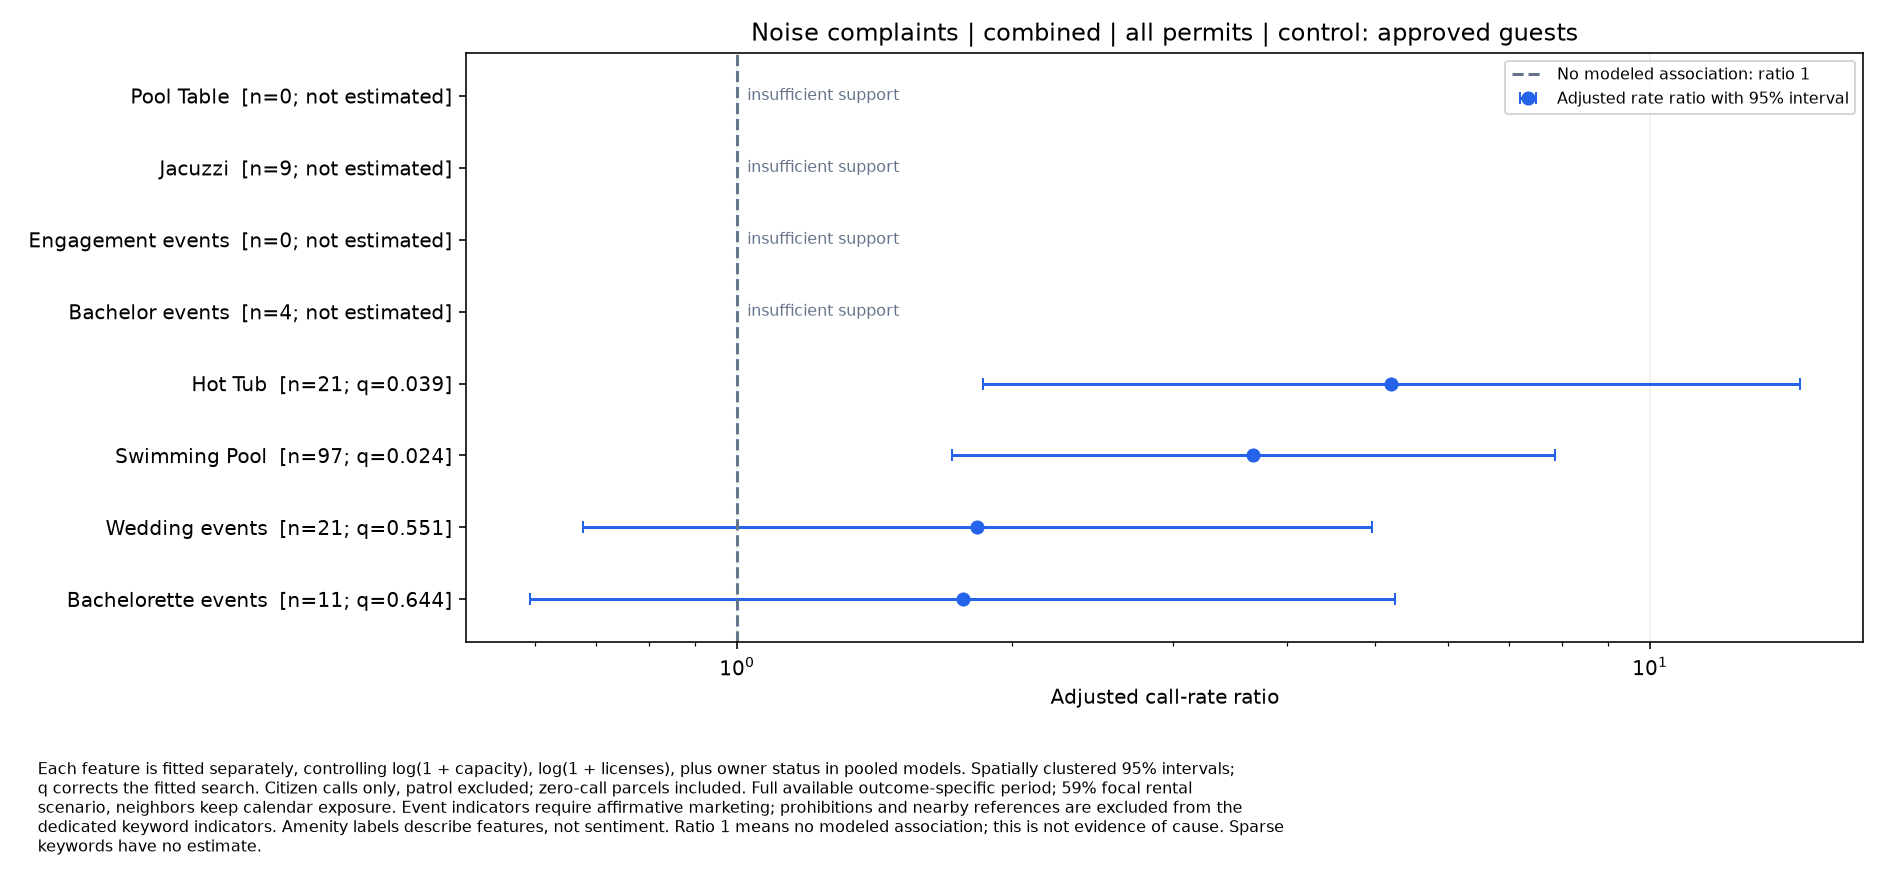 Noise complaints | combined | all permits | control: approved guests
No modeled association: ratio 1
Adjusted rate ratio with 95% interval
Pool Table [n=0; not estimated]
insufficient support
Jacuzzi [n=9; not estimated]
insufficient support
Engagement events [n=0; not estimated]
insufficient support
Bachelor events [n=4; not estimated]
insufficient support
Hot Tub [n=21; q=0.039]
Swimming Pool [n=97; q=0.024]
Wedding events [n=21; q=0.551]
Bachelorette events [n=11; q=0.644]
10⁰
10¹
Adjusted call-rate ratio
Each feature is fitted separately, controlling log(1 + capacity), log(1 + licenses), plus owner status in pooled models. Spatially clustered 95% intervals;
q corrects the fitted search. Citizen calls only, patrol excluded; zero-call parcels included. Full available outcome-specific period; 59% focal rental
scenario, neighbors keep calendar exposure. Event indicators require affirmative marketing; prohibitions and nearby references are excluded from the
dedicated keyword indicators. Amenity labels describe features, not sentiment. Ratio 1 means no modeled association; this is not evidence of cause. Sparse
keywords have no estimate.